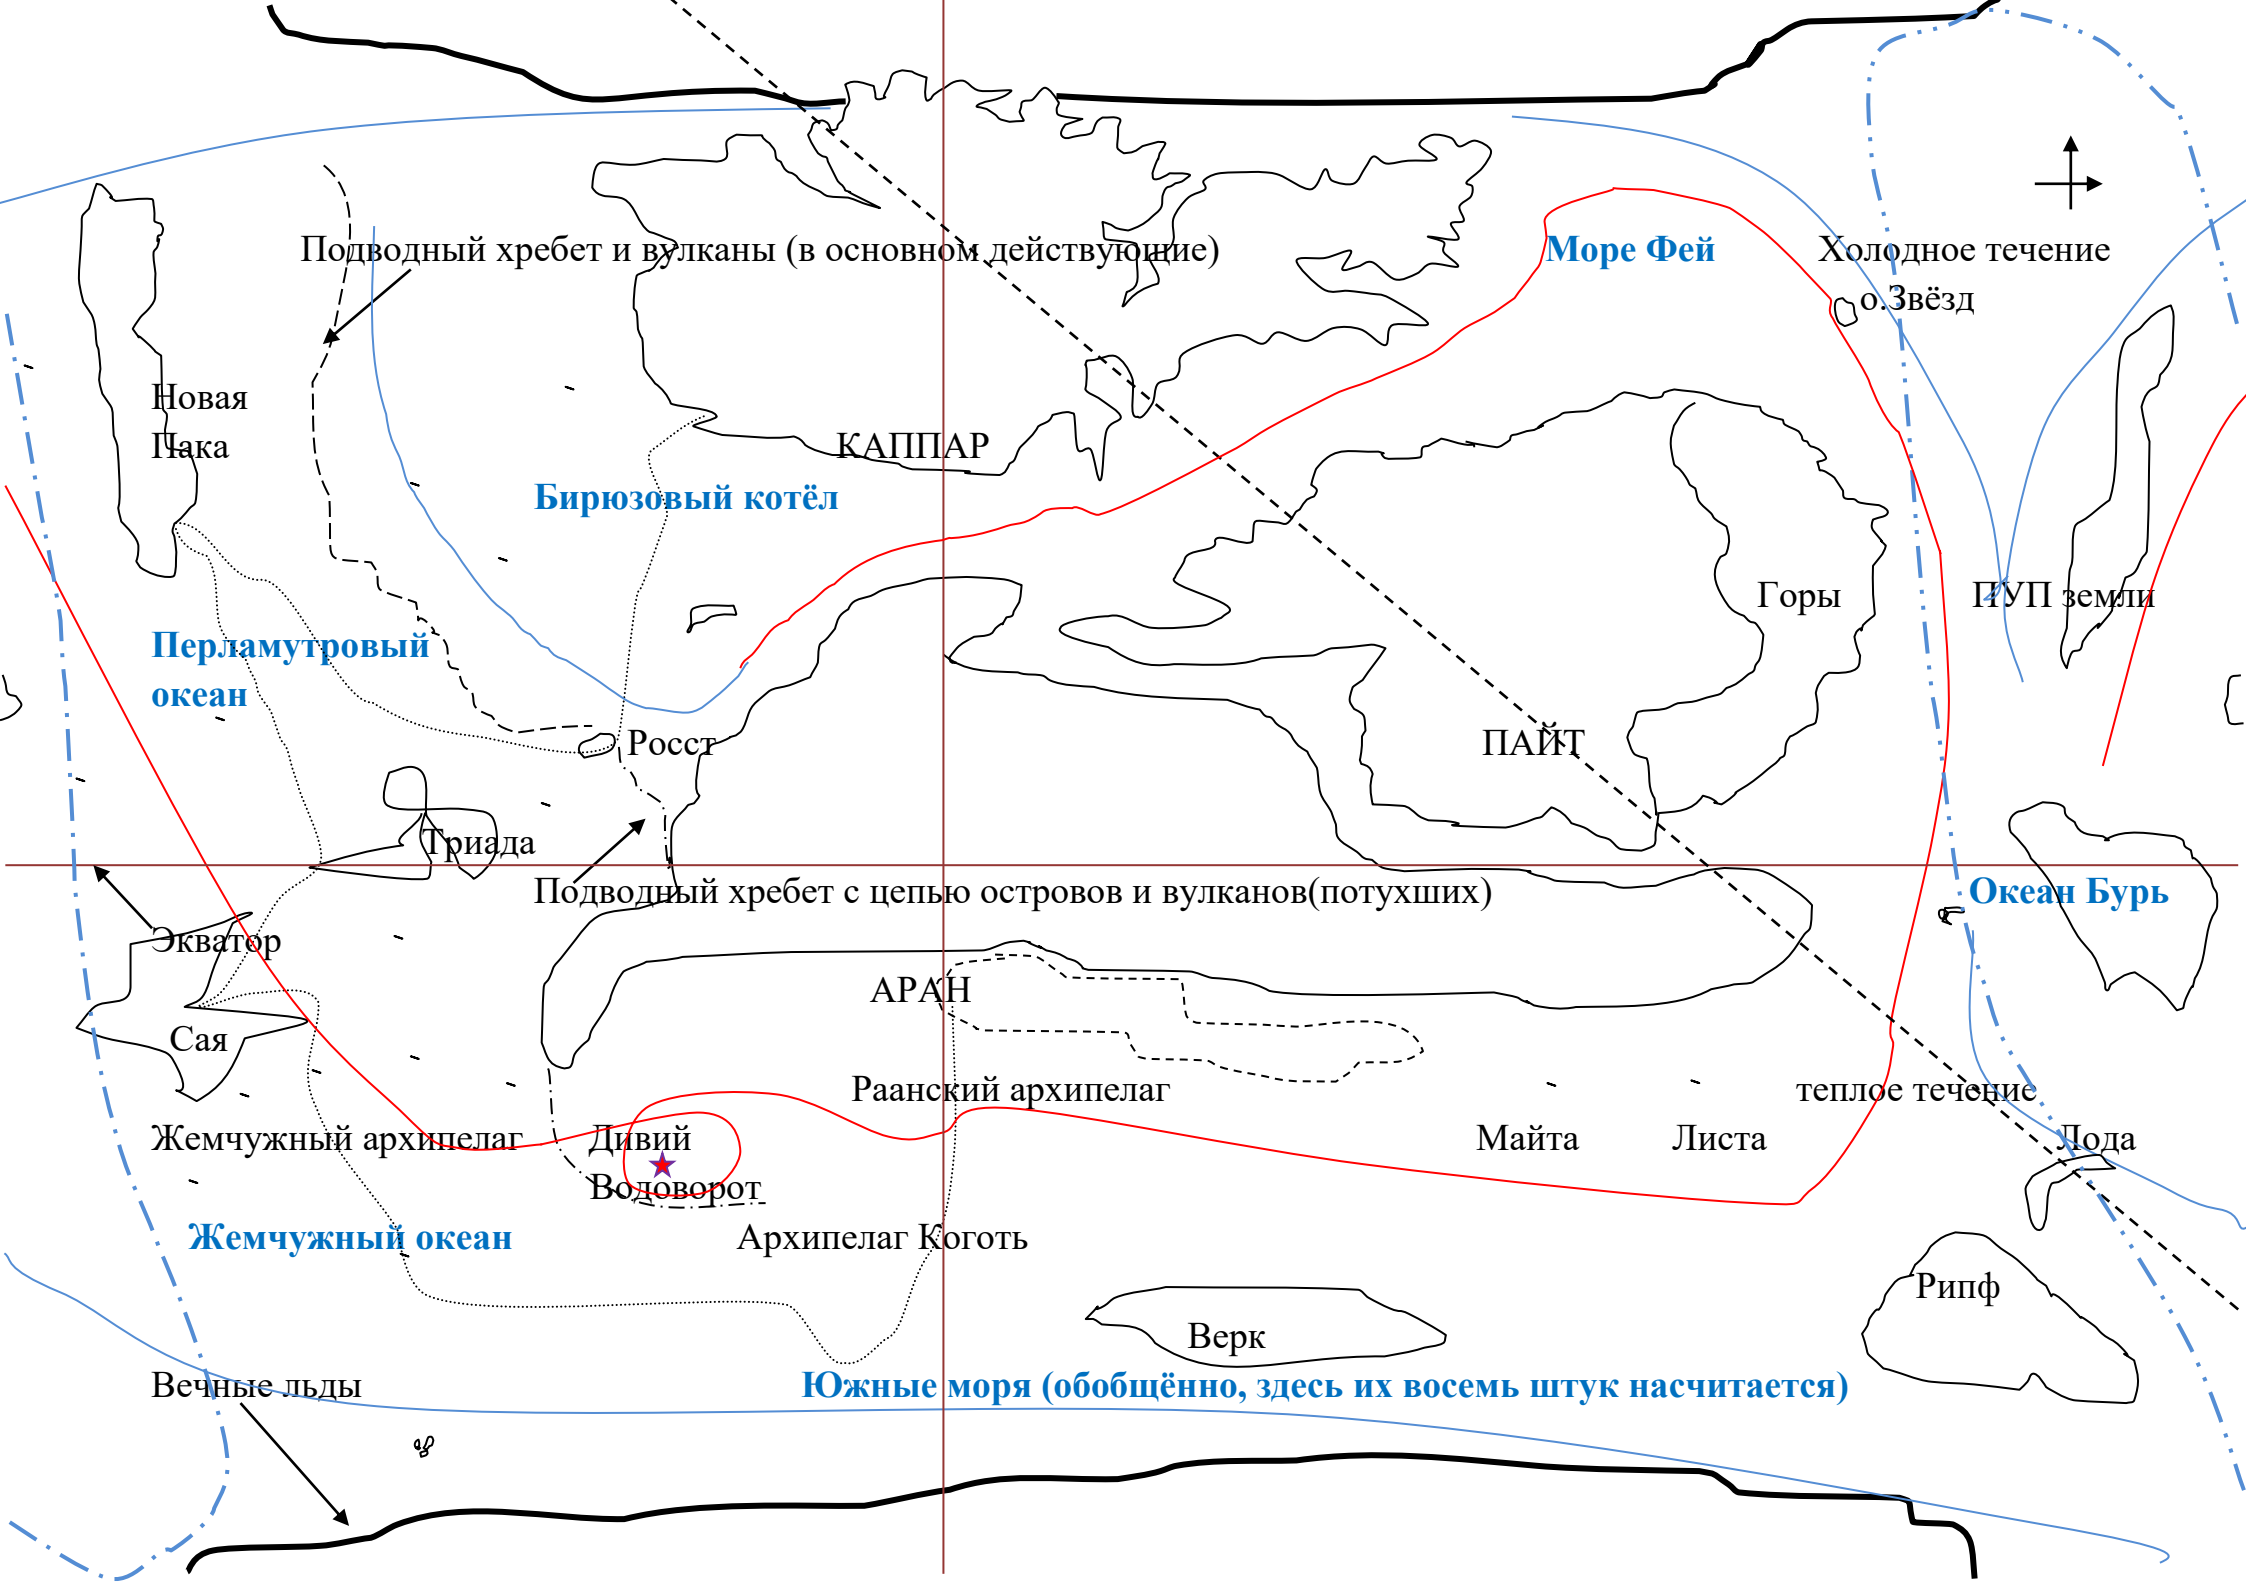 Подводный хребет и вулканы (в основном действующие)
Море Фей
Холодное течение
о.Звёзд
Новая
Пака
КАППАР
Бирюзовый котёл
Горы
ПУП земли
Перламутровый
океан
Росст
ПАЙТ
Триада
Подводный хребет с цепью островов и вулканов(потухших)
Океан Бурь
Экватор
АРАН
Сая
Раанский архипелаг
теплое течение
Жемчужный архипелаг
Дивий
Водоворот
Майта
Листа
Лода
Жемчужный океан
Архипелаг Коготь
Рипф
Верк
Вечные льды
Южные моря (обобщённо, здесь их восемь штук насчитается)